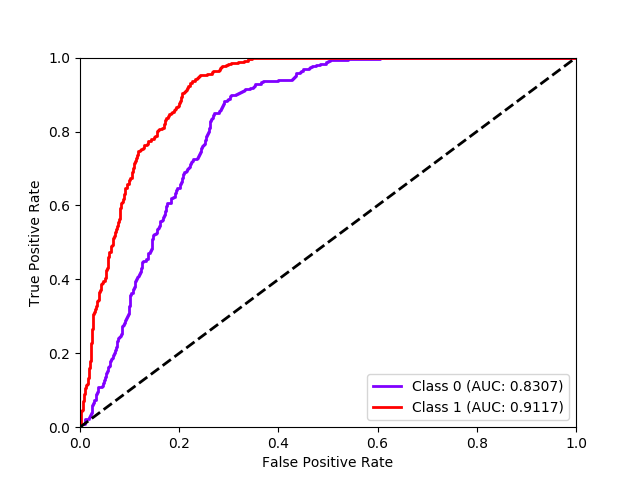 1.0
0.8
0.6
0.4
0.2
0.0
True Positive Rate
0.0 0.2 0.4 0.6 0.8 1.0
False Positive Rate
Class 0 (AUC: 0.8307)
Class 1 (AUC: 0.9117)